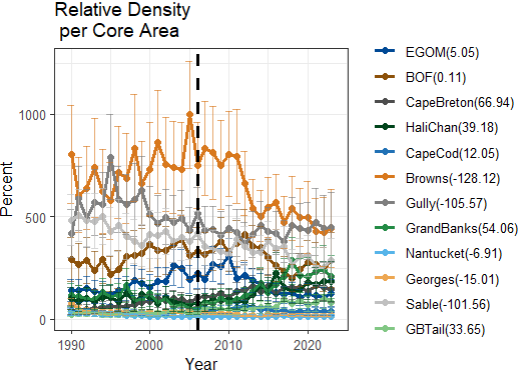 Relative Density
per Core Area
Percent
1000
500
0
1990
2000
2010
2020
Year
EGOM(5.05)
BOF(0.11)
CapeBreton(66.94)
HaliChan(39.18)
CapeCod(12.05)
Browns(-128.12)
Gully(-105.57)
GrandBanks(54.06)
Nantucket(-6.91)
Georges(-15.01)
Sable(-101.56)
GBTail(33.65)